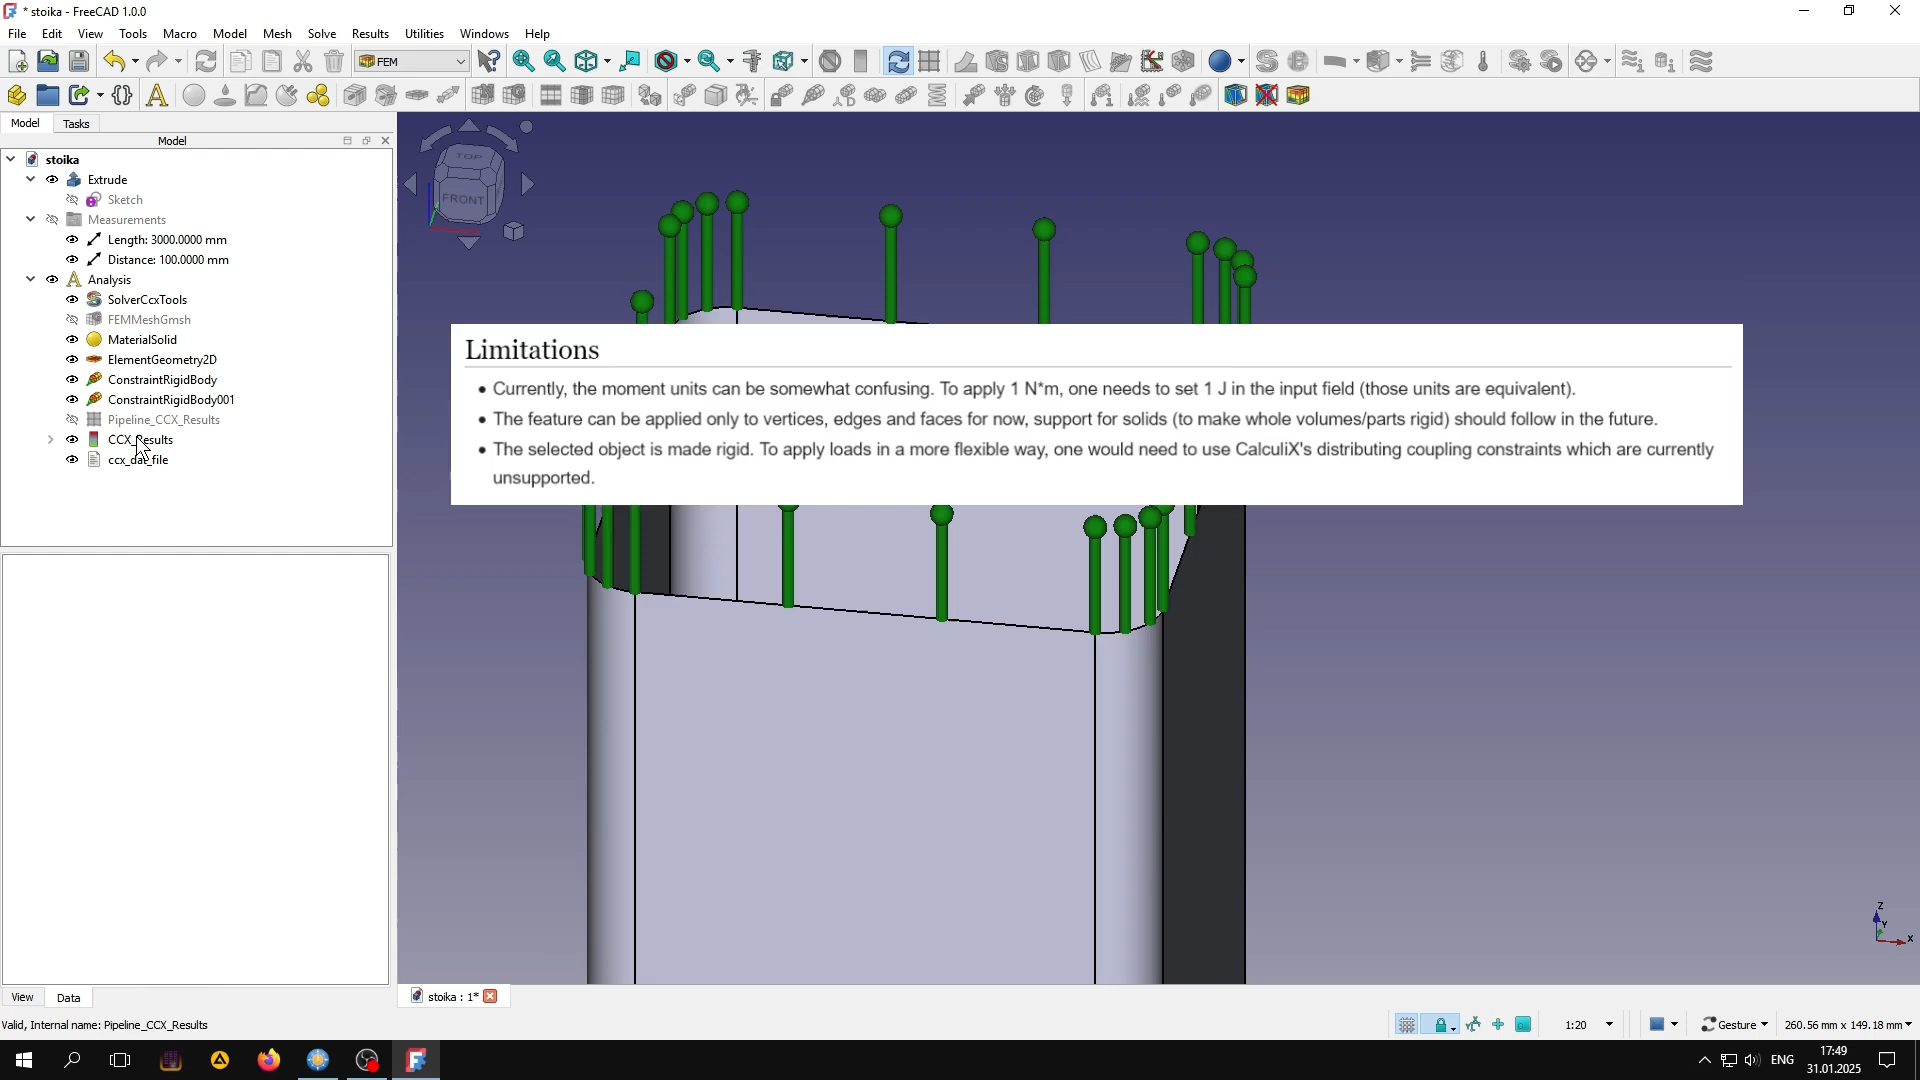 * stoika - FreeCAD 1.0.0
File Edit View Tools Macro Model Mesh Solve Results Utilities Windows Help
FEM
Model Tasks
Model
stoika
Extrude
Sketch
Measurements
Length: 3000.0000 mm
Distance: 100.0000 mm
Analysis
SolverCcxTools
FEMMeshGmsh
MaterialSolid
ElementGeometry2D
ConstraintRigidBody
ConstraintRigidBody001
Pipeline_CCX_Results
CCX_Results
ccx_dat_file
TOP
FRONT
Limitations
• Currently, the moment units can be somewhat confusing. To apply 1 N*m, one needs to set 1 J in the input field (those units are equivalent).
• The feature can be applied only to vertices, edges and faces for now, support for solids (to make whole volumes/parts rigid) should follow in the future.
• The selected object is made rigid. To apply loads in a more flexible way, one would need to use CalculiX's distributing coupling constraints which are currently
unsupported.
Z
Y
X
View Data
stoika : 1*
Valid, Internal name: Pipeline_CCX_Results
1:20
Gesture
260.56 mm x 149.18 mm
ENG
17:49
31.01.2025